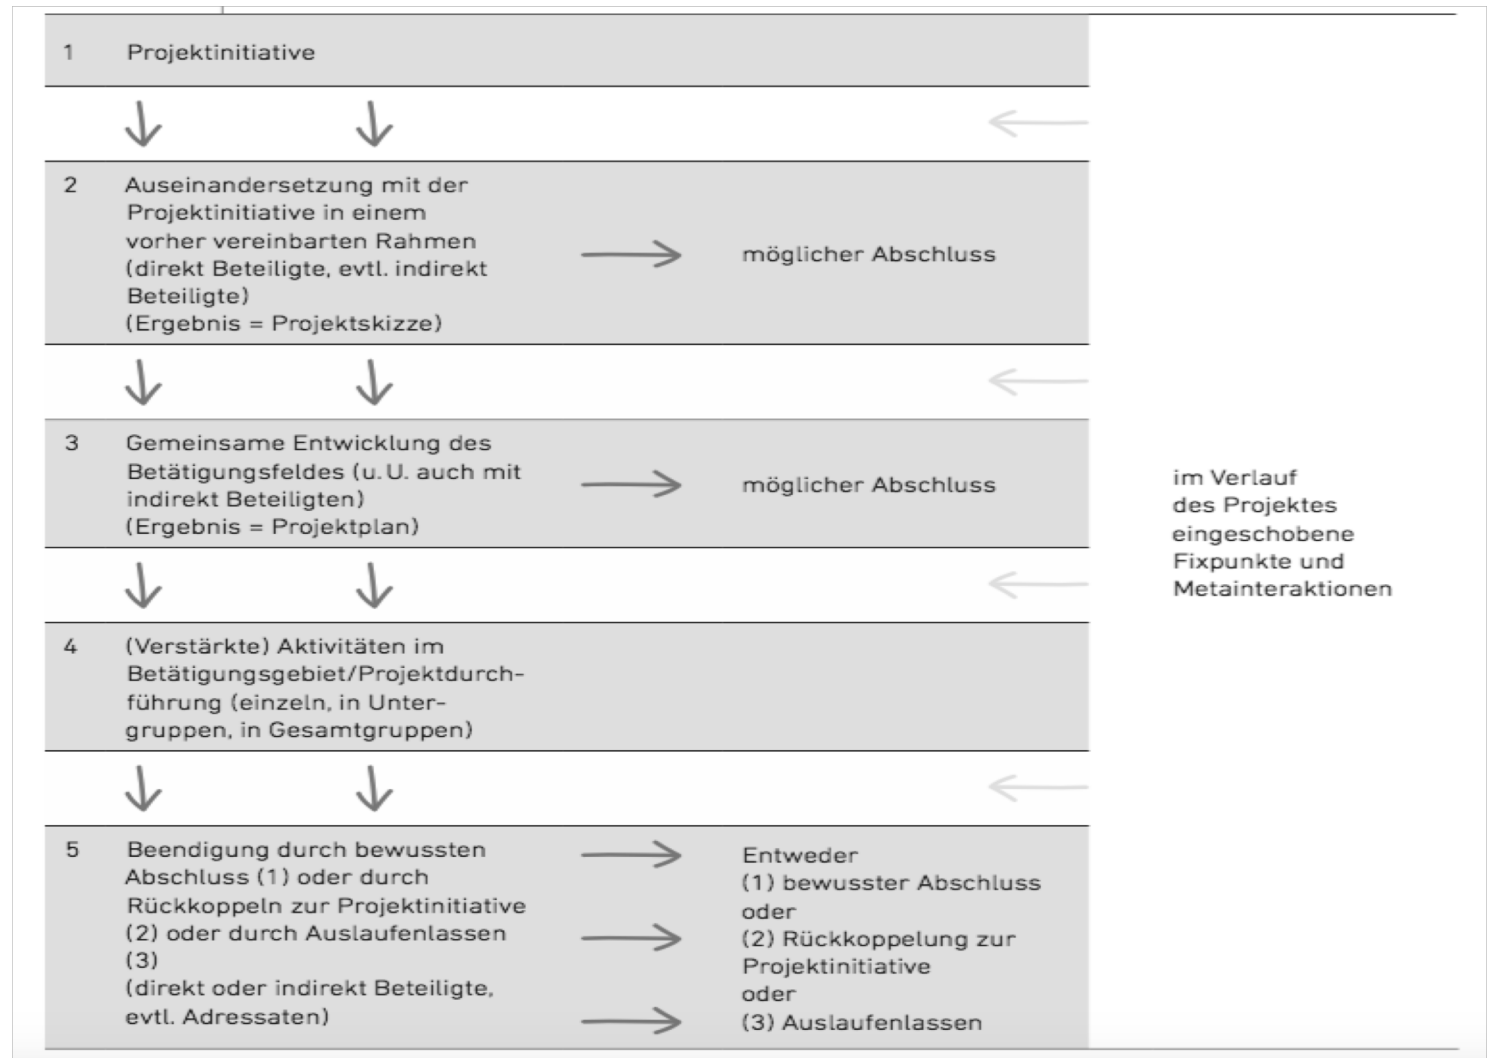 1 Projektinitiative
2 Auseinandersetzung mit der
Projektinitiative in einem
vorher vereinbarten Rahmen
(direkt Beteiligte, evtl. indirekt
Beteiligte)
(Ergebnis = Projektskizze)
möglicher Abschluss
3 Gemeinsame Entwicklung des
Betätigungsfeldes (u. U. auch mit
indirekt Beteiligten)
(Ergebnis = Projektplan)
möglicher Abschluss
4 (Verstärkte) Aktivitäten im
Betätigungsgebiet/Projektdurch-
führung (einzeln, in Unter-
gruppen, in Gesamtgruppen)
5 Beendigung durch bewussten
Abschluss (1) oder durch
Rückkoppeln zur Projektinitiative
(2) oder durch Auslaufenlassen
(3)
(direkt oder indirekt Beteiligte,
evtl. Adressaten)
Entweder
(1) bewusster Abschluss
oder
(2) Rückkoppelung zur
Projektinitiative
oder
(3) Auslaufenlassen
im Verlauf
des Projektes
eingeschobene
Fixpunkte und
Metainteraktionen